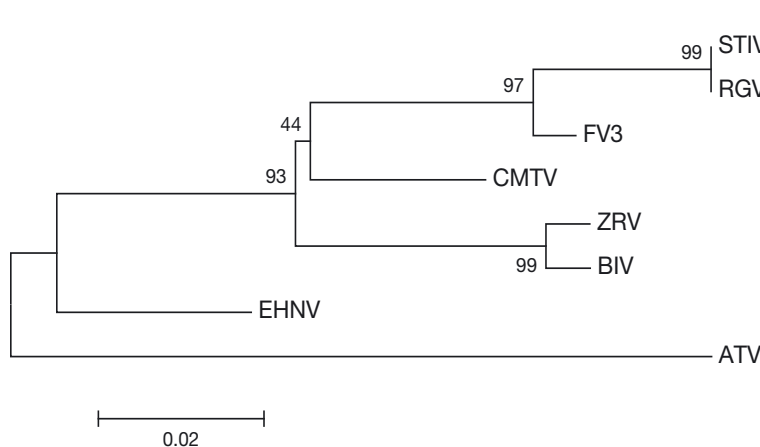 STIV
99
RGV
97
FV3
44
CMTV
93
ZRV
99
BIV
EHNV
ATV
0.02